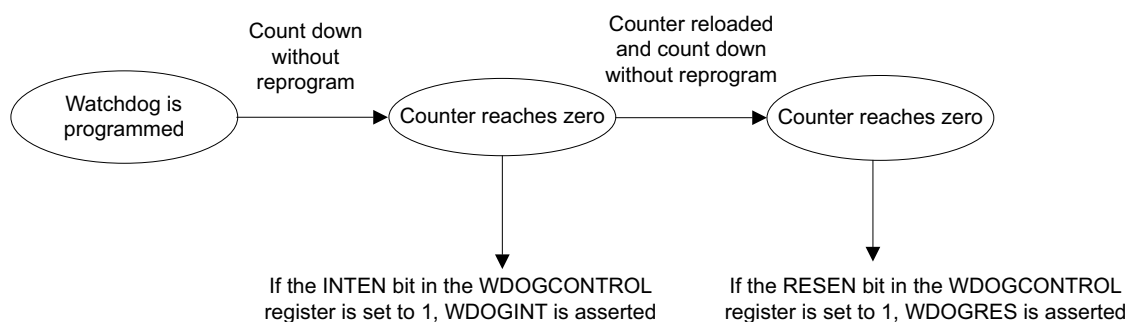 Count down
without
reprogram
Counter reloaded
and count down
without reprogram
Watchdog is
programmed
Counter reaches zero
Counter reaches zero
If the INTEN bit in the WDOGCONTROL
register is set to 1, WDOGINT is asserted
If the RESEN bit in the WDOGCONTROL
register is set to 1, WDOGRES is asserted